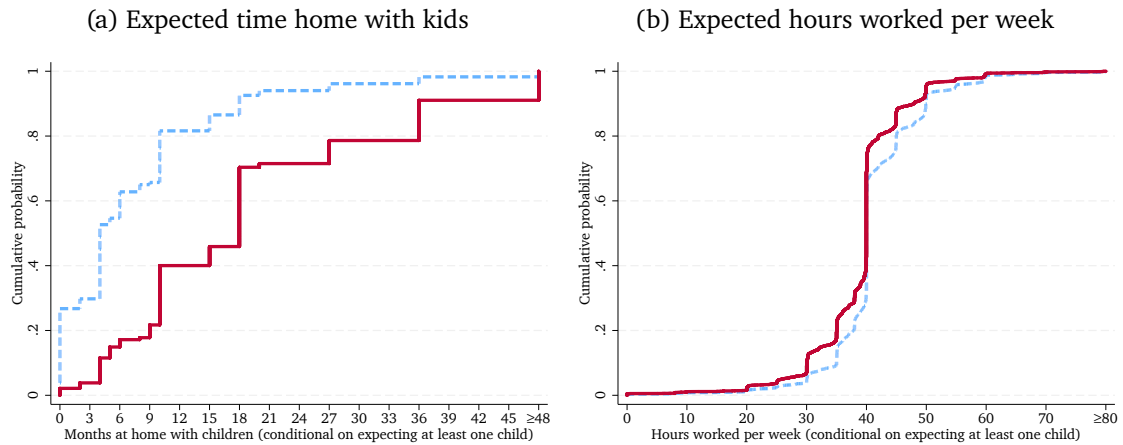 (a) Expected time home with kids
1
.8
.6
.4
.2
0
Cumulative probability
0 3 6 9 12 15 18 21 24 27 30 33 36 39 42 45 ≥48
Months at home with children (conditional on expecting at least one child)
(b) Expected hours worked per week
1
.8
.6
.4
.2
0
Cumulative probability
0 10 20 30 40 50 60 70 ≥80
Hours worked per week (conditional on expecting at least one child)